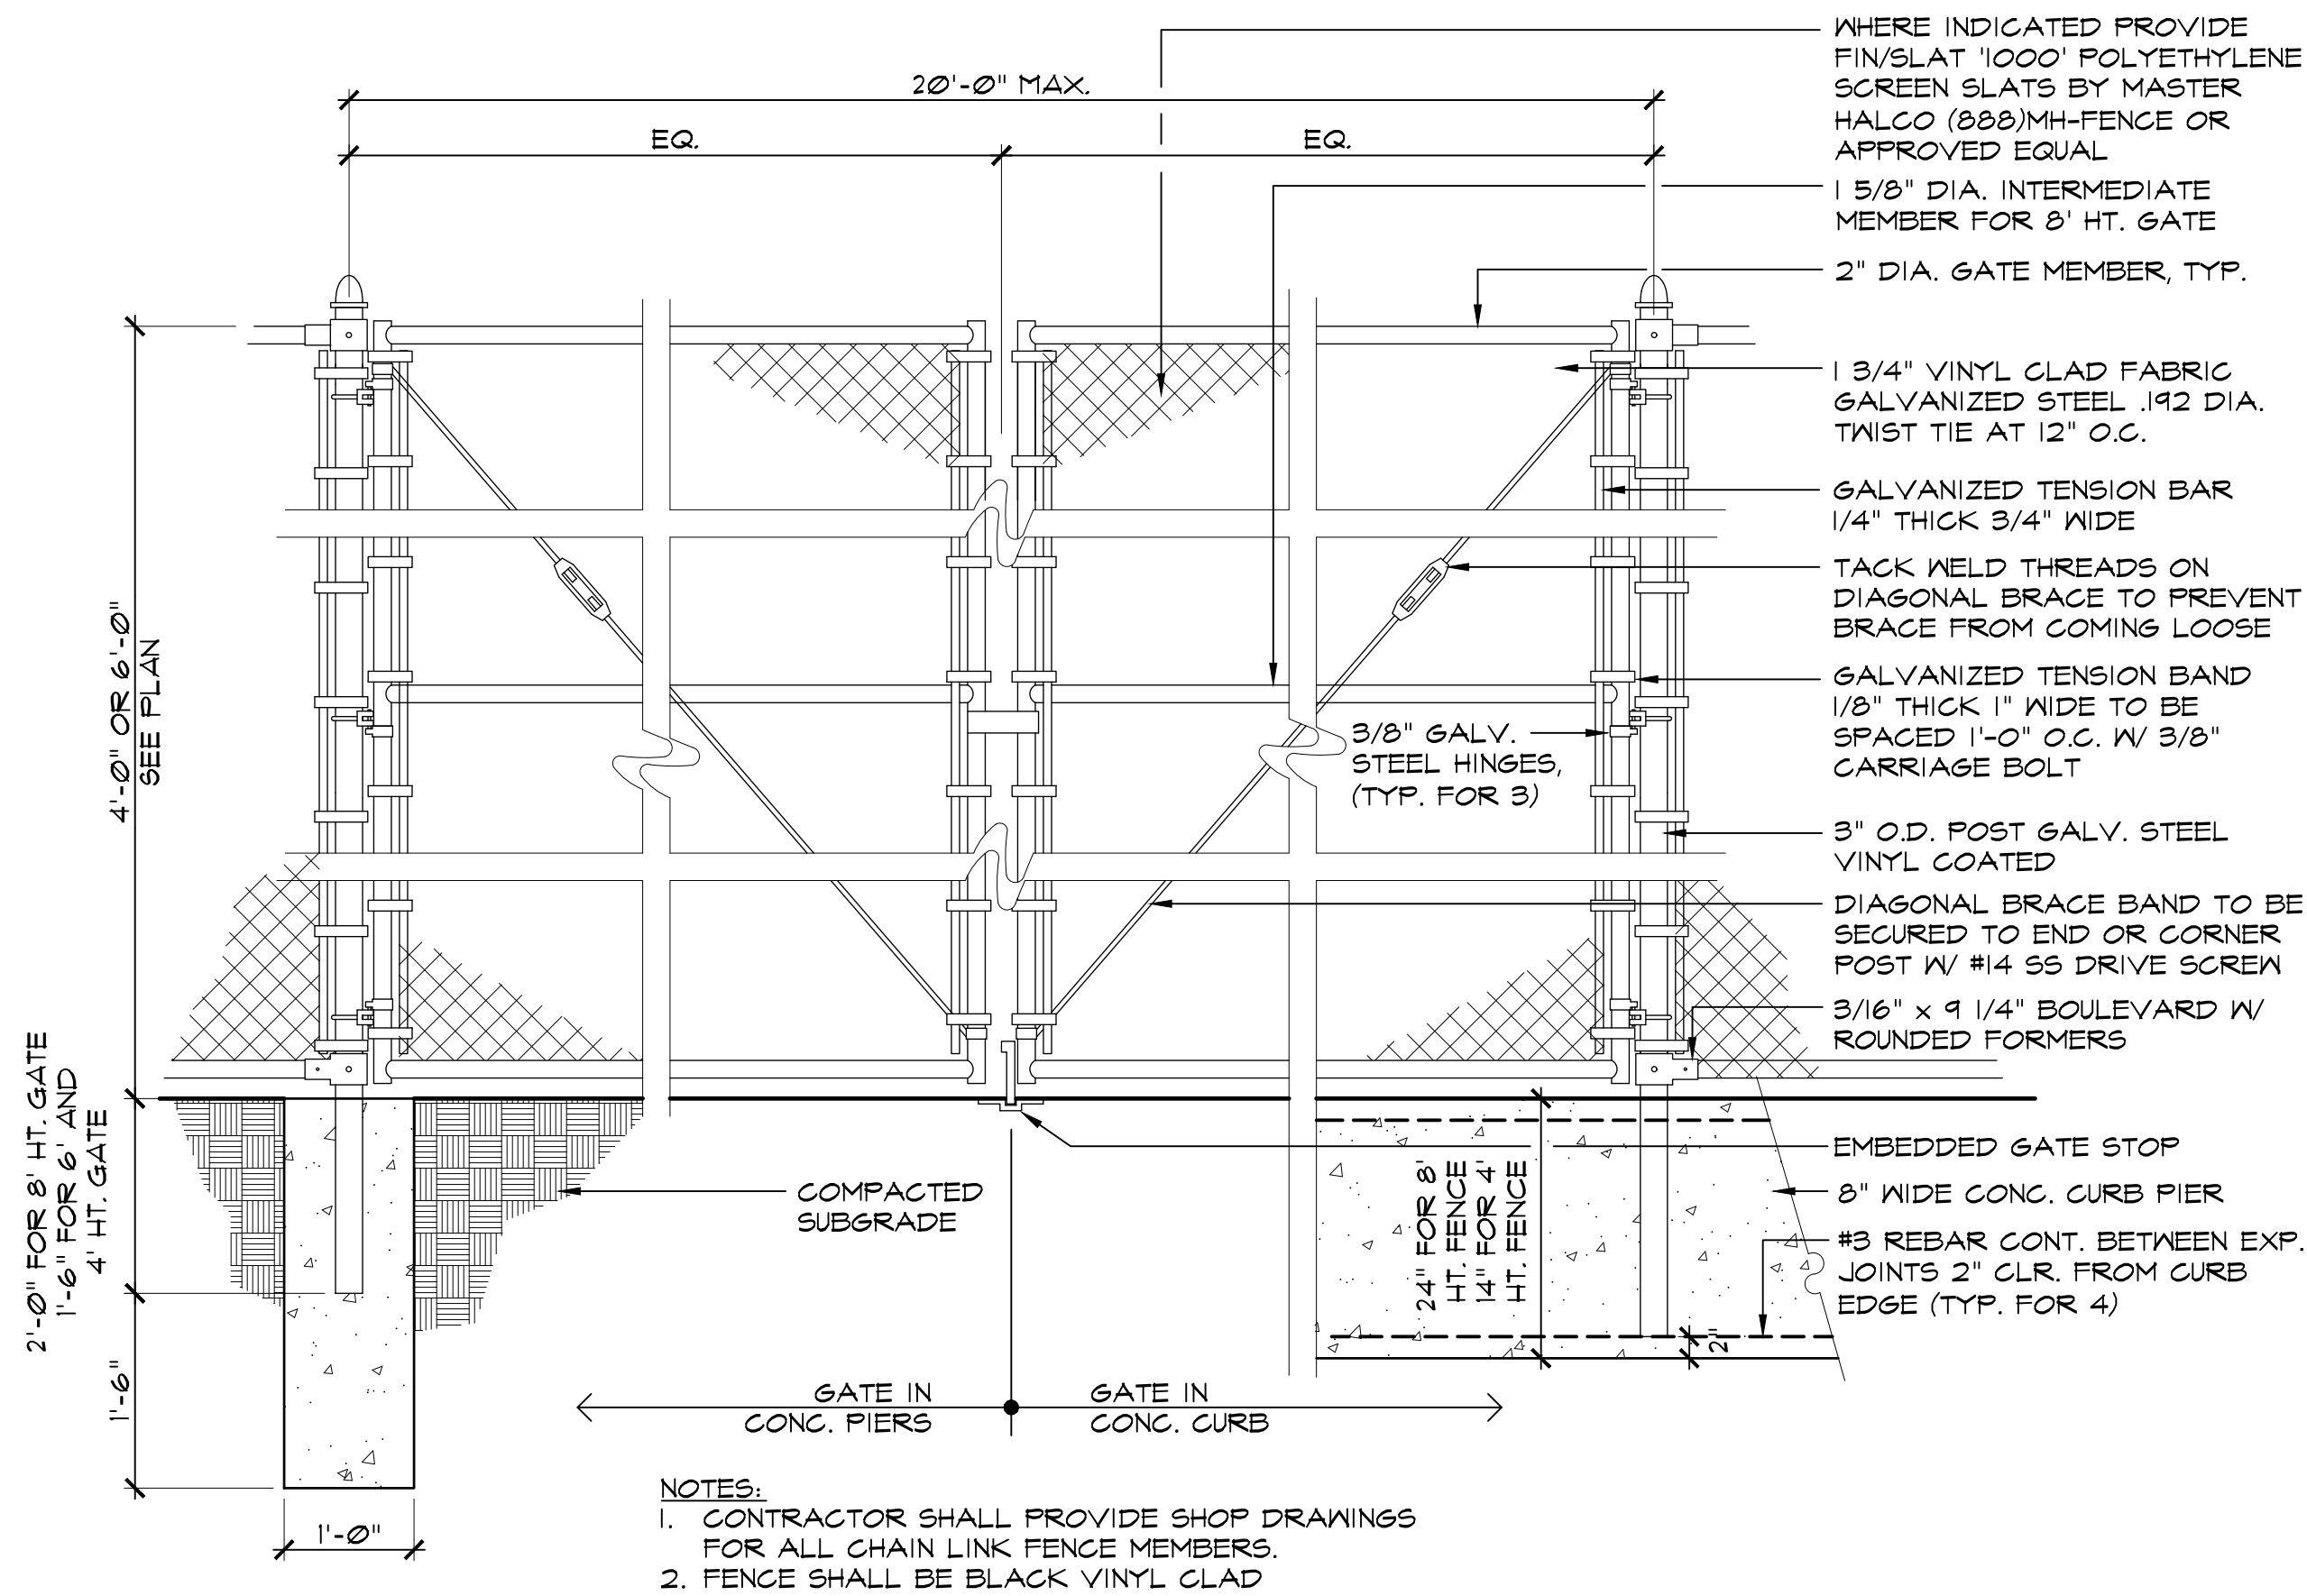 20'-0" MAX.
EQ.
EQ.
WHERE INDICATED PROVIDE
FIN/SLAT '1000' POLYETHYLENE
SCREEN SLATS BY MASTER
HALCO (888)MH-FENCE OR
APPROVED EQUAL
1 5/8" DIA. INTERMEDIATE
MEMBER FOR 8' HT. GATE
2" DIA. GATE MEMBER, TYP.
1 3/4" VINYL CLAD FABRIC
GALVANIZED STEEL .192 DIA.
TWIST TIE AT 12" O.C.
GALVANIZED TENSION BAR
1/4" THICK 3/4" WIDE
TACK WELD THREADS ON
DIAGONAL BRACE TO PREVENT
BRACE FROM COMING LOOSE
GALVANIZED TENSION BAND
1/8" THICK 1" WIDE TO BE
SPACED 1'-0" O.C. W/ 3/8"
CARRIAGE BOLT
3/8" GALV.
STEEL HINGES,
(TYP. FOR 3)
3" O.D. POST GALV. STEEL
VINYL COATED
DIAGONAL BRACE BAND TO BE
SECURED TO END OR CORNER
POST W/ #14 SS DRIVE SCREW
3/16" x 9 1/4" BOULEVARD W/
ROUNDED FORMERS
EMBEDDED GATE STOP
8" WIDE CONC. CURB PIER
#3 REBAR CONT. BETWEEN EXP.
JOINTS 2" CLR. FROM CURB
EDGE (TYP. FOR 4)
4'-0" OR 6'-0"
SEE PLAN
2'-0" FOR 8' HT. GATE
1'-6" FOR 6' AND
4' HT. GATE
1'-6"
1'-0"
COMPACTED
SUBGRADE
24" FOR 8'
HT. FENCE
14" FOR 4'
HT. FENCE
2"
GATE IN
CONC. PIERS
GATE IN
CONC. CURB
NOTES:
1. CONTRACTOR SHALL PROVIDE SHOP DRAWINGS
FOR ALL CHAIN LINK FENCE MEMBERS.
2. FENCE SHALL BE BLACK VINYL CLAD